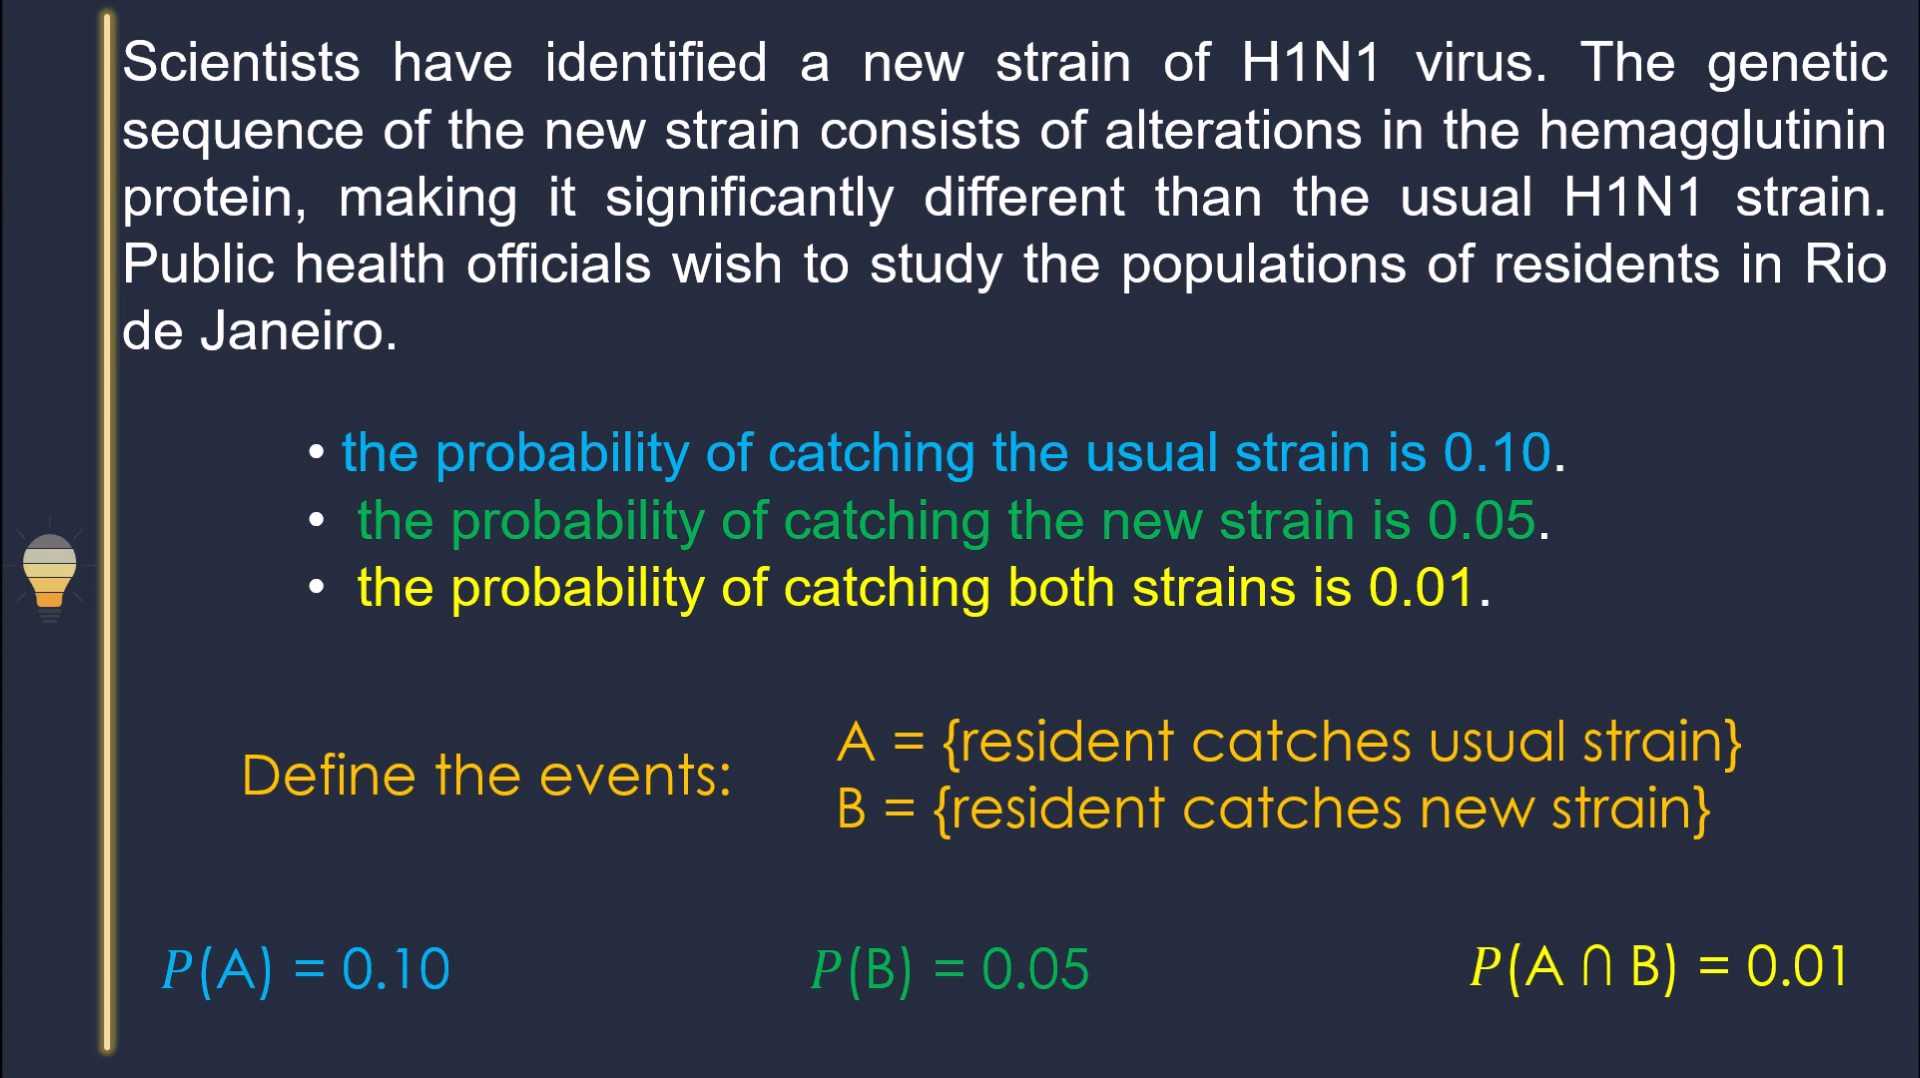 Scientists have identified a new strain of H1N1 virus. The genetic
sequence of the new strain consists of alterations in the hemagglutinin
protein, making it significantly different than the usual H1N1 strain.
Public health officials wish to study the populations of residents in Rio
de Janeiro.
• the probability of catching the usual strain is 0.10.
• the probability of catching the new strain is 0.05.
• the probability of catching both strains is 0.01.
Define the events:
A = {resident catches usual strain}
B = {resident catches new strain}
P(A) = 0.10
P(B) = 0.05
P(A ∩ B) = 0.01